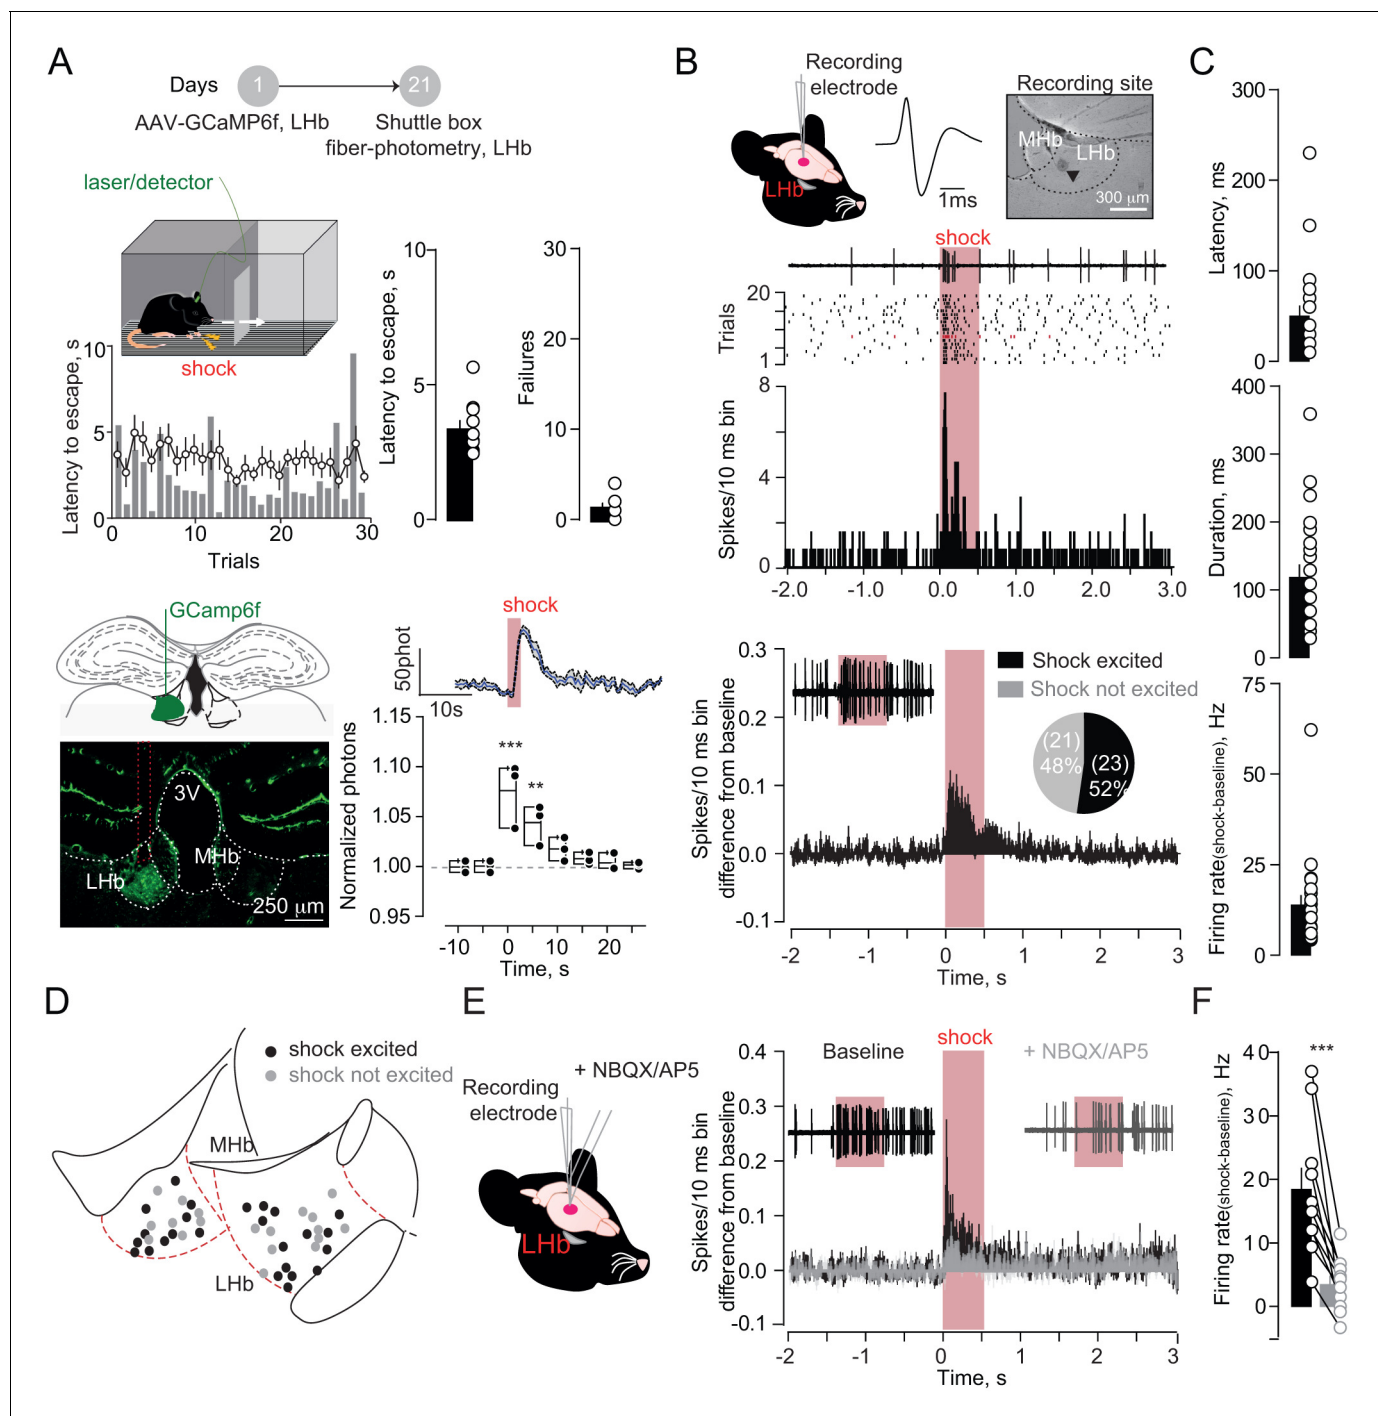 A
Days 1 21
AAV-GCaMP6f, LHb
Shuttle box
fiber-photometry, LHb
laser/detector
shock
Latency to escape, s
10
5
0
0 10 20 30
Trials
Latency to escape, s
10
5
0
Failures
30
20
10
0
GCamp6f
3V
MHb
LHb
250 µm
shock
50phot
10s
Normalized photons
1.15
1.10
1.05
1.00
0.95
***
**
-10 0 10 20
Time, s
B
Recording
electrode
LHb
1ms
Recording site
MHb
LHb
300 µm
shock
Trials
20
1
Spikes/10 ms bin
8
4
0
-2.0 -1.0 0.0 1.0 2.0 3.0
Spikes/10 ms bin
difference from baseline
0.3
0.2
0.1
0.0
-0.1
Shock excited
Shock not excited
(21)
48%
(23)
52%
-2 -1 0 1 2 3
Time, s
C
Latency, ms
300
200
100
0
Duration, ms
400
300
200
100
0
Firing rate(shock-baseline), Hz
75
50
25
0
D
shock excited
shock not excited
MHb
LHb
E
+ NBQX/AP5
Recording
electrode
LHb
Spikes/10 ms bin
difference from baseline
0.4
0.3
0.2
0.1
0.0
-0.1
Baseline
shock
+ NBQX/AP5
-2 -1 0 1 2 3
Time, s
F
Firing rate(shock-baseline), Hz
40
30
20
10
0
***